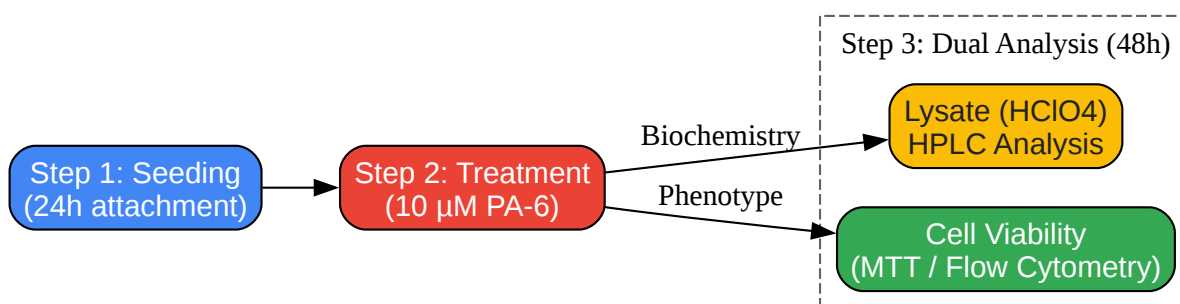 Step 1: Seeding
(24h attachment)
Step 2: Treatment
(10 µM PA-6)
Biochemistry
Phenotype
Step 3: Dual Analysis (48h)
Lysate (HClO4)
HPLC Analysis
Cell Viability
(MTT / Flow Cytometry)